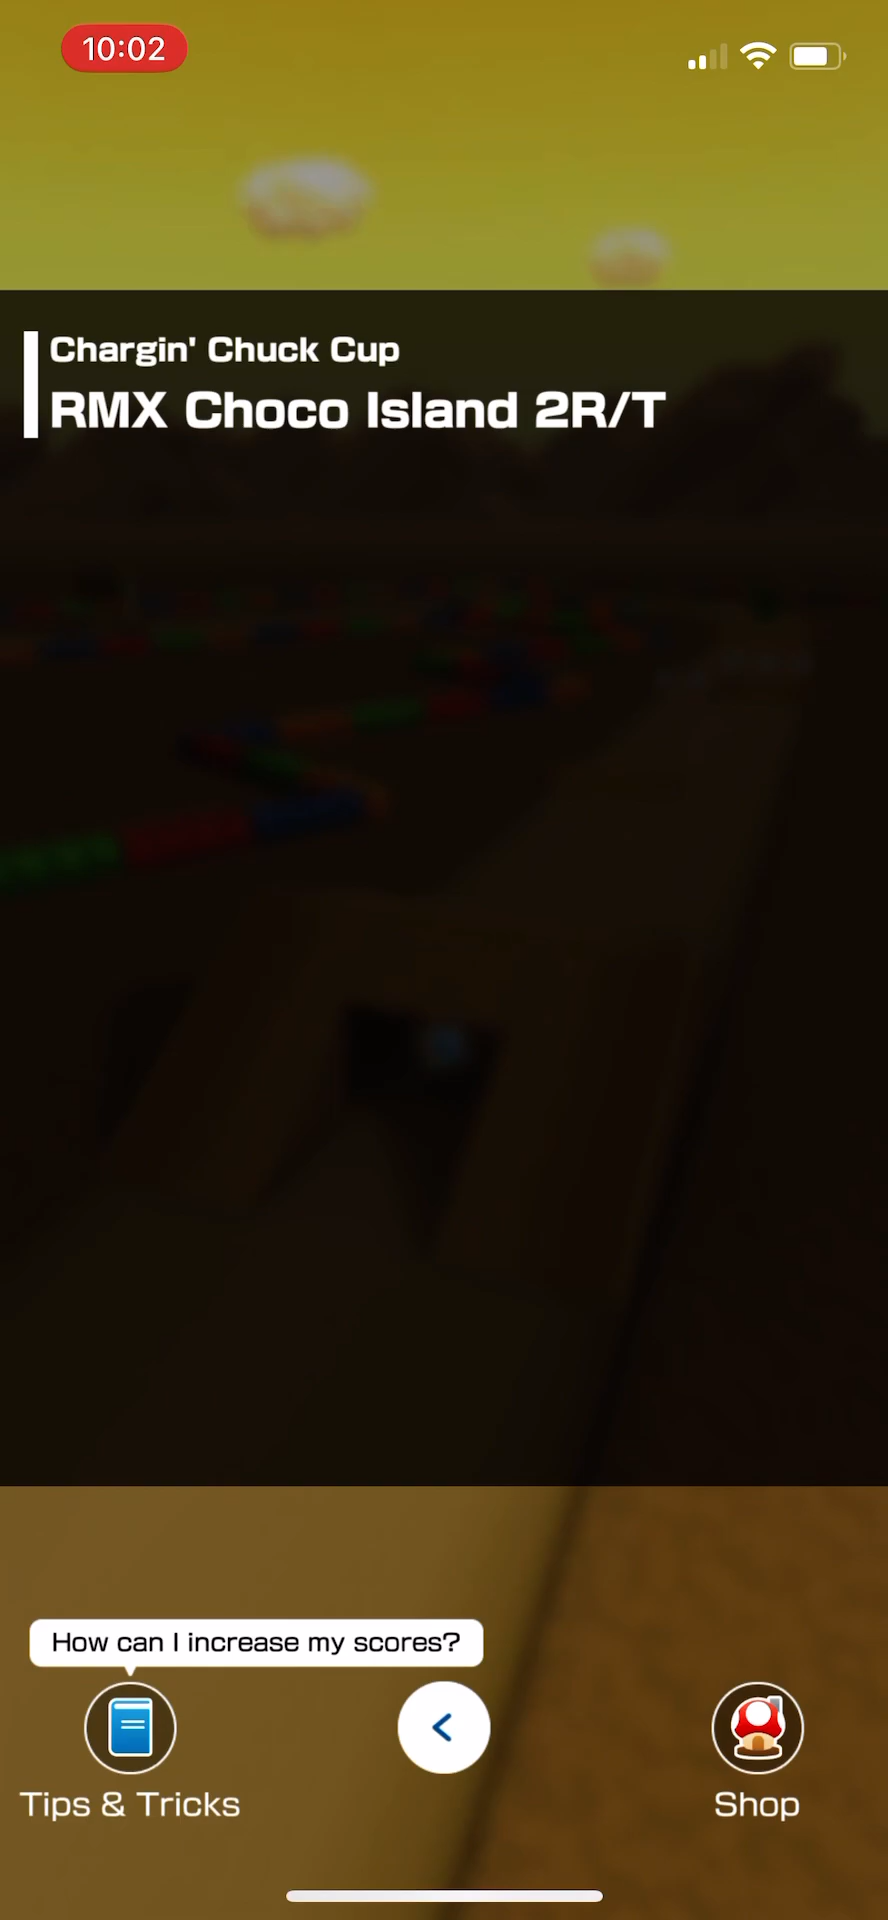 10:02
Chargin' Chuck Cup
RMX Choco Island 2R/T
How can I increase my scores?
Tips & Tricks
Shop